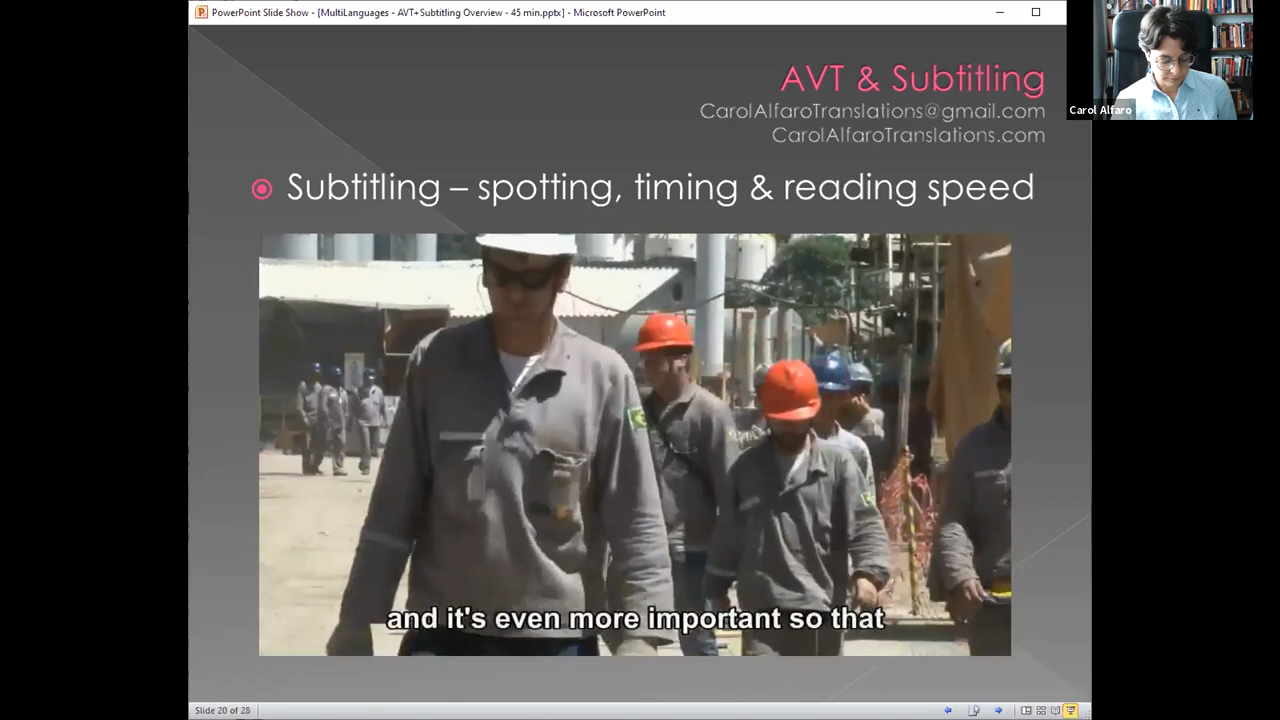 PowerPoint Slide Show - [MultiLanguages - AVT+Subtitling Overview - 45 min.pptx] - Microsoft PowerPoint
AVT & Subtitling
CarolAlfaroTranslations@gmail.com
CarolAlfaroTranslations.com
Carol Alfaro
Subtitling – spotting, timing & reading speed
and it's even more important so that
Slide 20 of 28